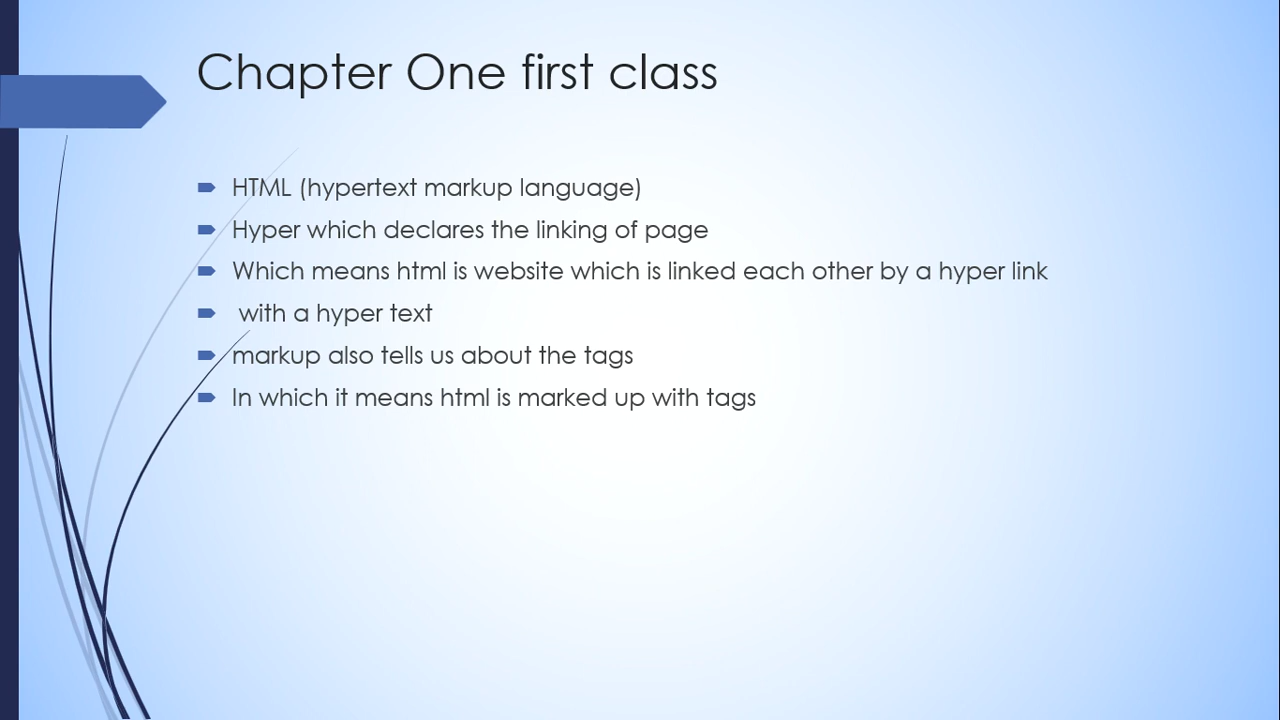 Chapter One first class
HTML (hypertext markup language)
Hyper which declares the linking of page
Which means html is website which is linked each other by a hyper link
with a hyper text
markup also tells us about the tags
In which it means html is marked up with tags